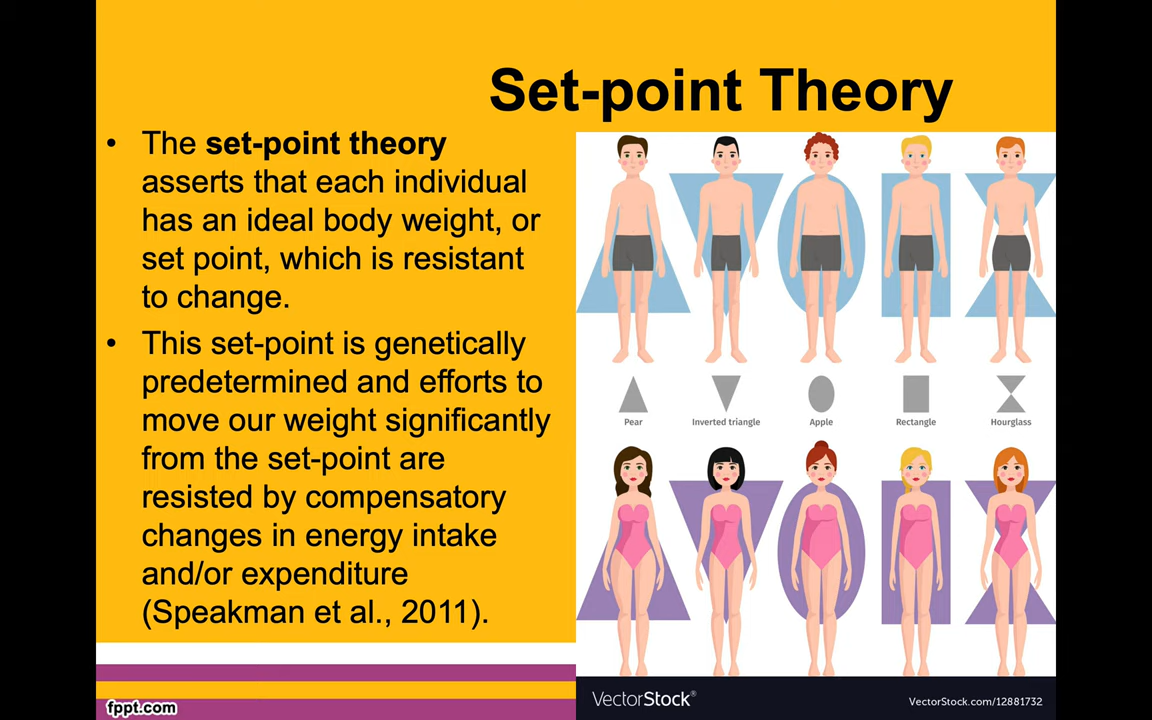 Set-point Theory
• The set-point theory
asserts that each individual
has an ideal body weight, or
set point, which is resistant
to change.
• This set-point is genetically
predetermined and efforts to
move our weight significantly
from the set-point are
resisted by compensatory
changes in energy intake
and/or expenditure
(Speakman et al., 2011).
Pear Inverted triangle Apple Rectangle Hourglass
VectorStock® VectorStock.com/12881732
fppt.com